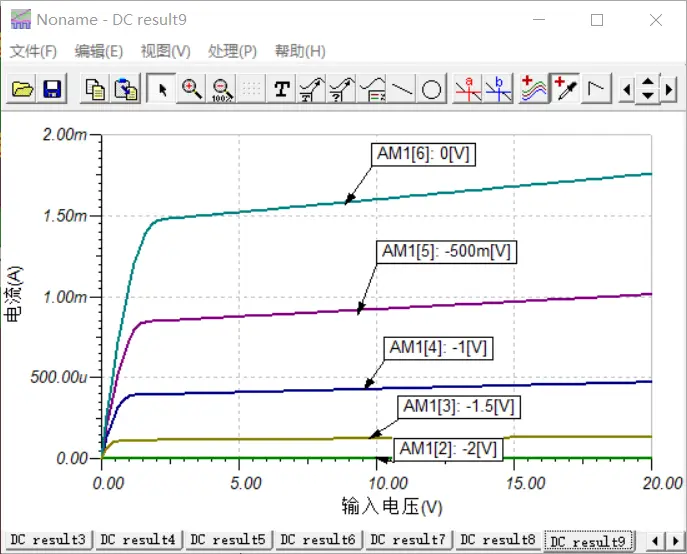 Noname - DC result9
文件(F) 编辑(E) 视图(V) 处理(P) 帮助(H)
T 100% T ? a b
2.00m
AM1[6]: 0[V]
1.50m
AM1[5]: -500m[V]
电流(A)
1.00m
AM1[4]: -1[V]
500.00u
AM1[3]: -1.5[V]
AM1[2]: -2[V]
0.00
0.00 5.00 10.00 15.00 20.00
输入电压(V)
DC result3 DC result4 DC result5 DC result6 DC result7 DC result8 DC result9